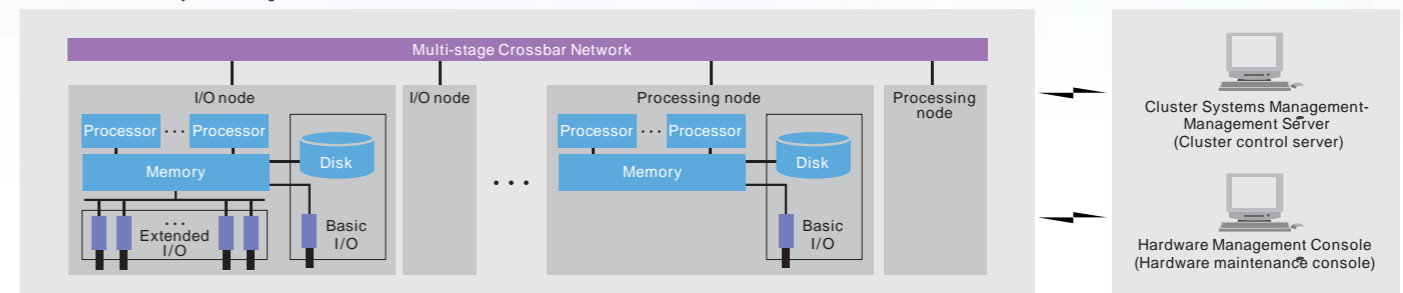 Multi-stage Crossbar Network
I/O node
Processor ... Processor
Memory
Disk
...
Extended
I/O
Basic
I/O
I/O node
...
Processing node
Processor ... Processor
Memory
Disk
Basic
I/O
Processing
node
Cluster Systems Management-
Management Server
(Cluster control server)
Hardware Management Console
(Hardware maintenance console)